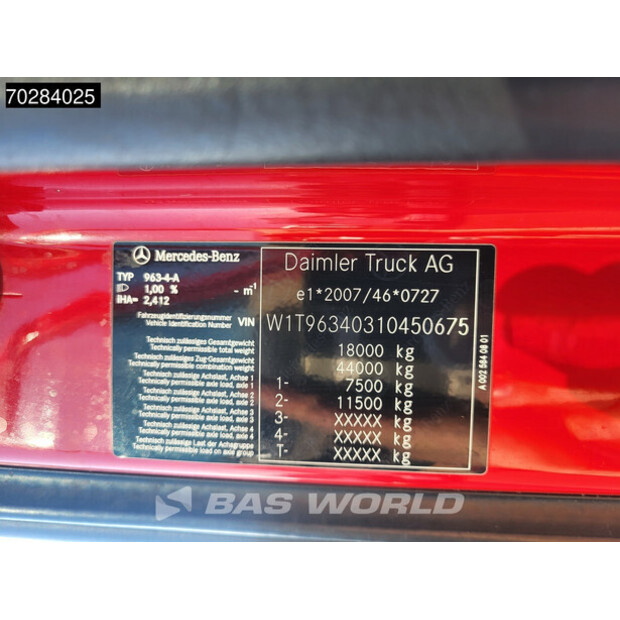 70284025
Mercedes-Benz
TYP 963-4-A
1,00 % - m⁻¹
IHA= 2,412
Fahrzeugidentifizierungsnummer
Vehicle Identification Number VIN
Technisch zulässiges Gesamtgewicht
Technically permissible total weight
Technisch zulässiges Zug-Gesamtgewicht
Technically permissible combination weight
Technisch zulässige Achslast, Achse 1
Technically permissible axle load, axle 1
Technisch zulässige Achslast, Achse 2
Technically permissible axle load, axle 2
Technisch zulässige Achslast, Achse 3
Technically permissible axle load, axle 3
Technisch zulässige Achslast, Achse 4
Technically permissible axle load, axle 4
Technisch zulässige Last der Achsgruppe
Technically permissible load on axle group
Daimler Truck AG
e1*2007/46*0727
W1T96340310450675
18000 kg
44000 kg
1- 7500 kg
2- 11500 kg
3- XXXXX kg
4- XXXXX kg
T- XXXXX kg
A 002 584 08 01
BAS WORLD